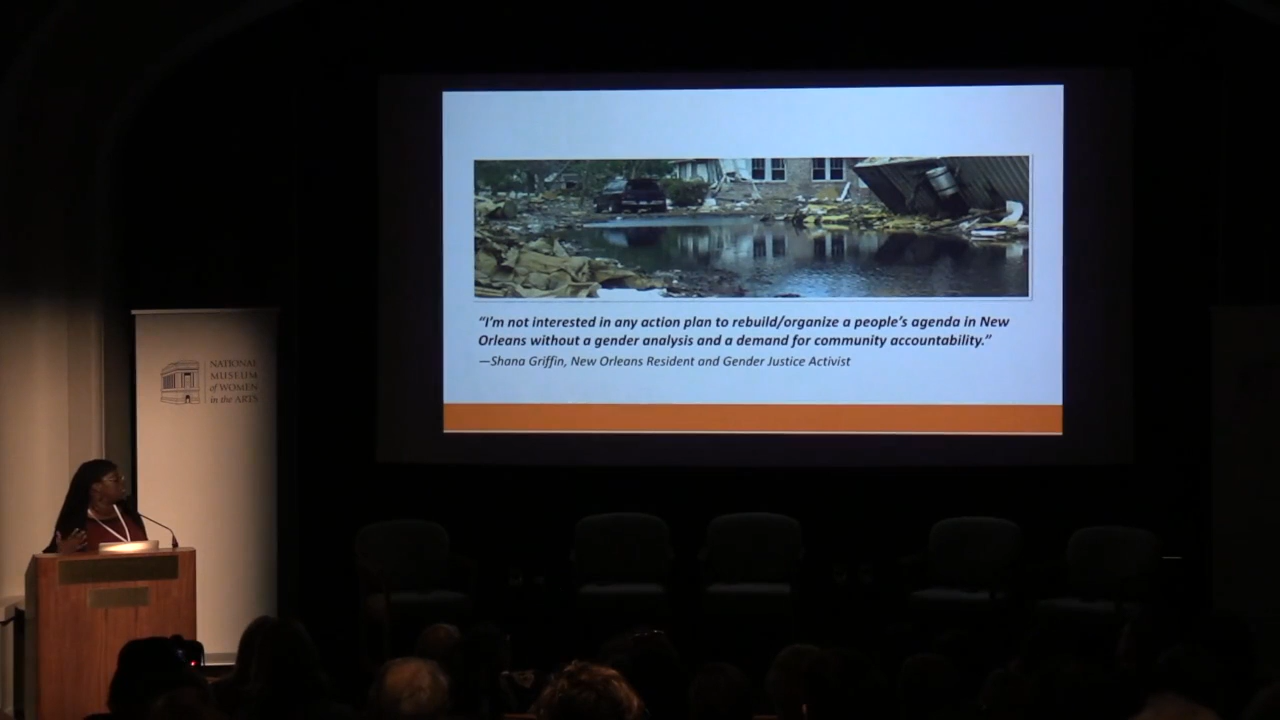 “I’m not interested in any action plan to rebuild/organize a people’s agenda in New
Orleans without a gender analysis and a demand for community accountability.”
—Shana Griffin, New Orleans Resident and Gender Justice Activist
NATIONAL
MUSEUM
of WOMEN
in the ARTS